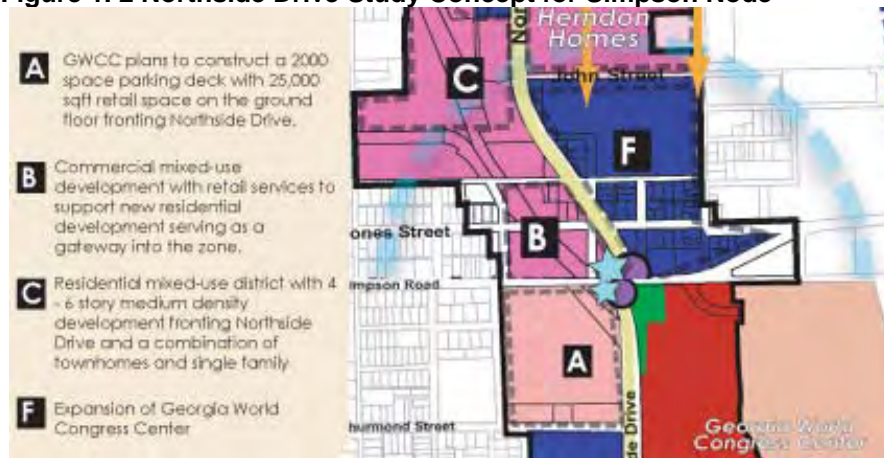 Figure 4.1-2 Northside Drive Study Concept for Simpson Node
A
GWCC plans to construct a 2000
space parking deck with 25,000
sqft retail space on the ground
floor fronting Northside Drive.
B
Commercial mixed-use
development with retail services to
support new residential
development serving as a
gateway into the zone.
C
Residential mixed-use district with 4
- 6 story medium density
development fronting Northside
Drive and a combination of
townhomes and single family
F
Expansion of Georgia World
Congress Center
Herndon
Homes
C
John Street
F
ones Street
B
mpson Road
A
hurmond Street
de Drive
Georgia World
Congress Center